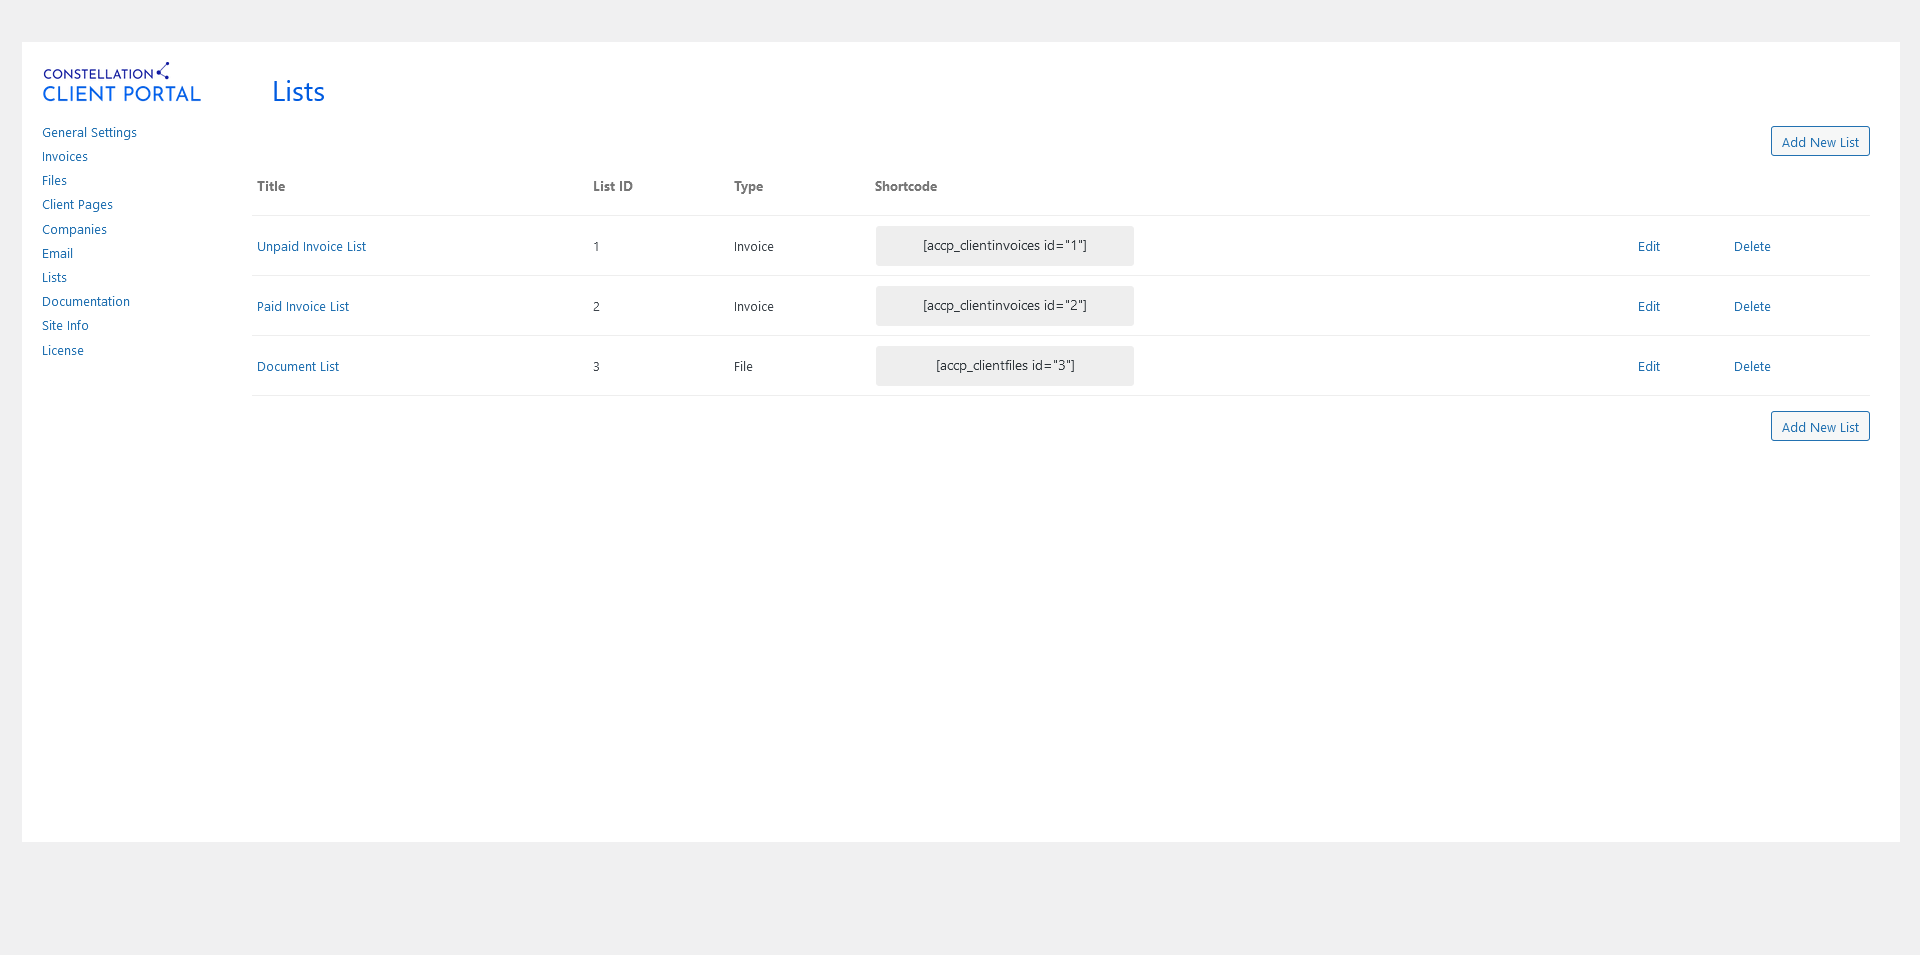 CONSTELLATION
CLIENT PORTAL
Lists
General Settings
Invoices
Files
Client Pages
Companies
Email
Lists
Documentation
Site Info
License
Add New List
Title List ID Type Shortcode
Unpaid Invoice List 1 Invoice [accp_clientinvoices id="1"] Edit Delete
Paid Invoice List 2 Invoice [accp_clientinvoices id="2"] Edit Delete
Document List 3 File [accp_clientfiles id="3"] Edit Delete
Add New List